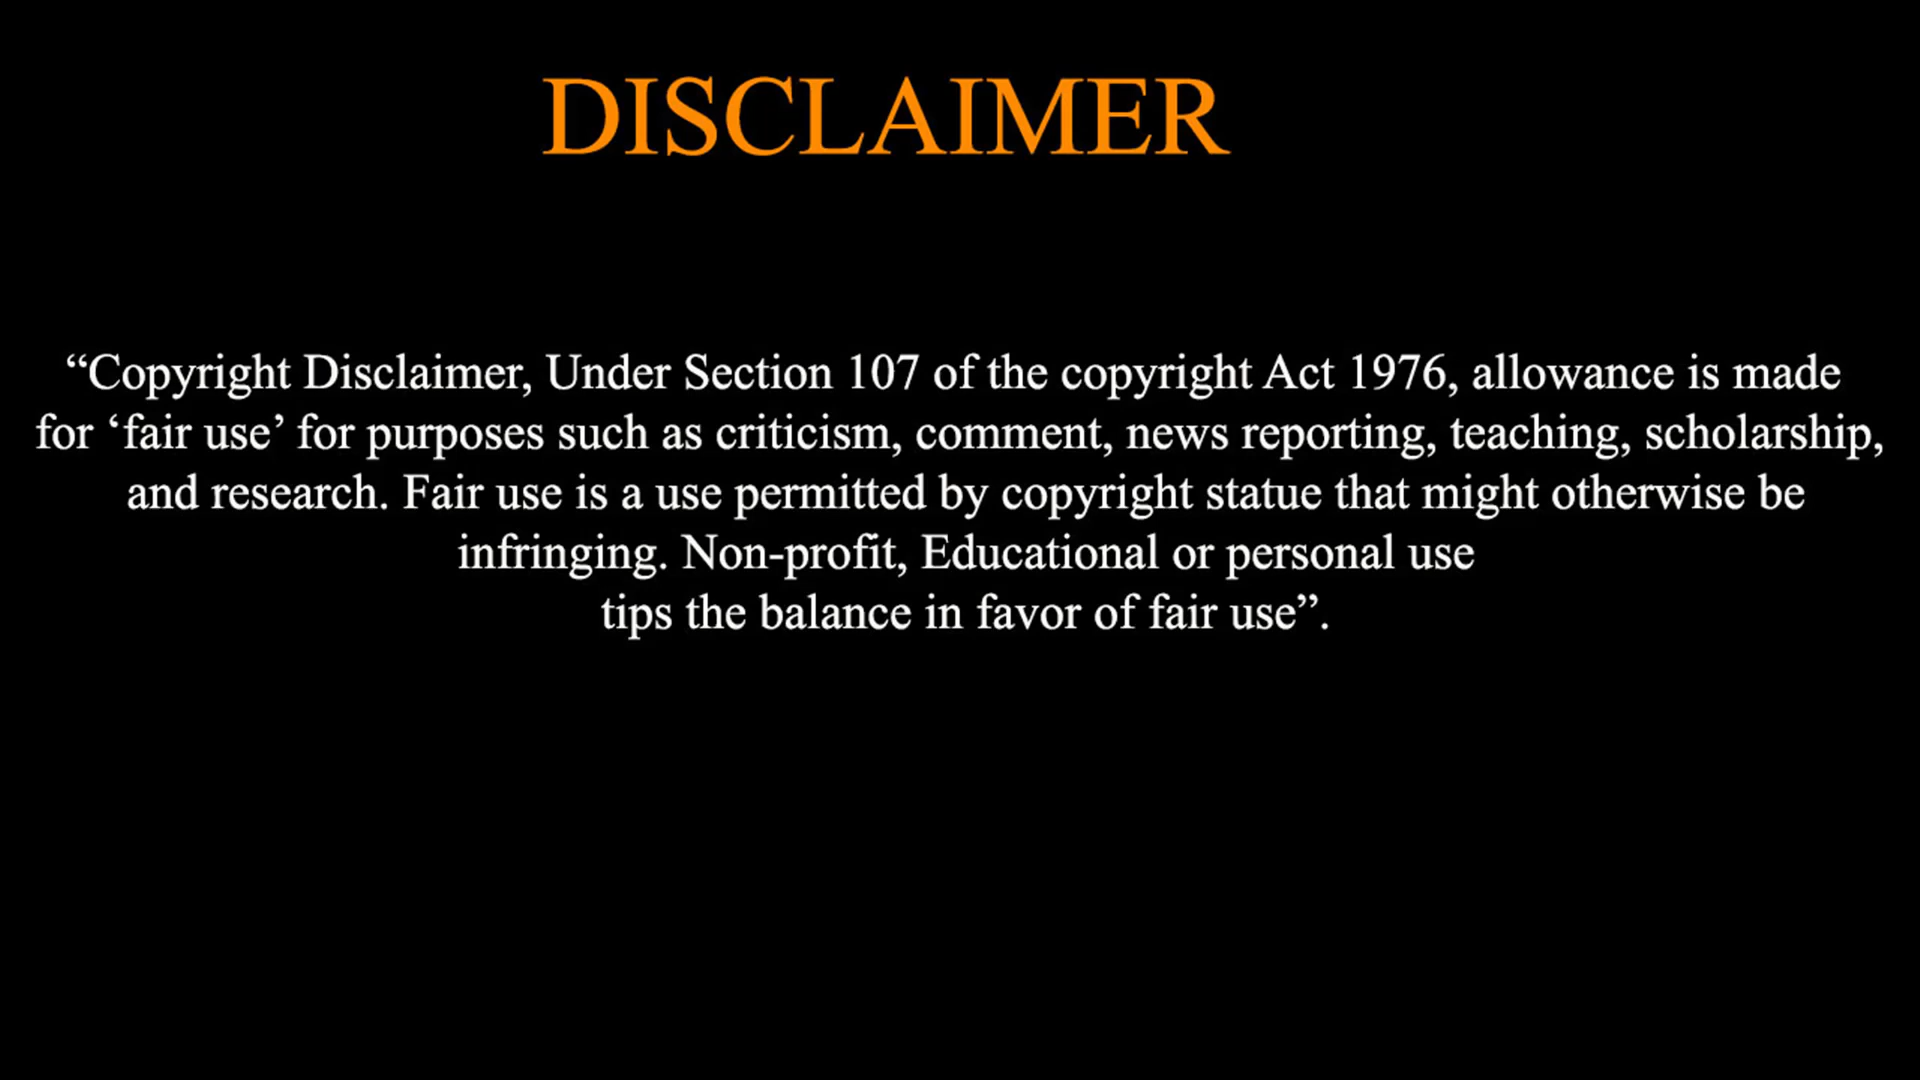 DISCLAIMER
“Copyright Disclaimer, Under Section 107 of the copyright Act 1976, allowance is made
for ‘fair use’ for purposes such as criticism, comment, news reporting, teaching, scholarship,
and research. Fair use is a use permitted by copyright statue that might otherwise be
infringing. Non-profit, Educational or personal use
tips the balance in favor of fair use”.